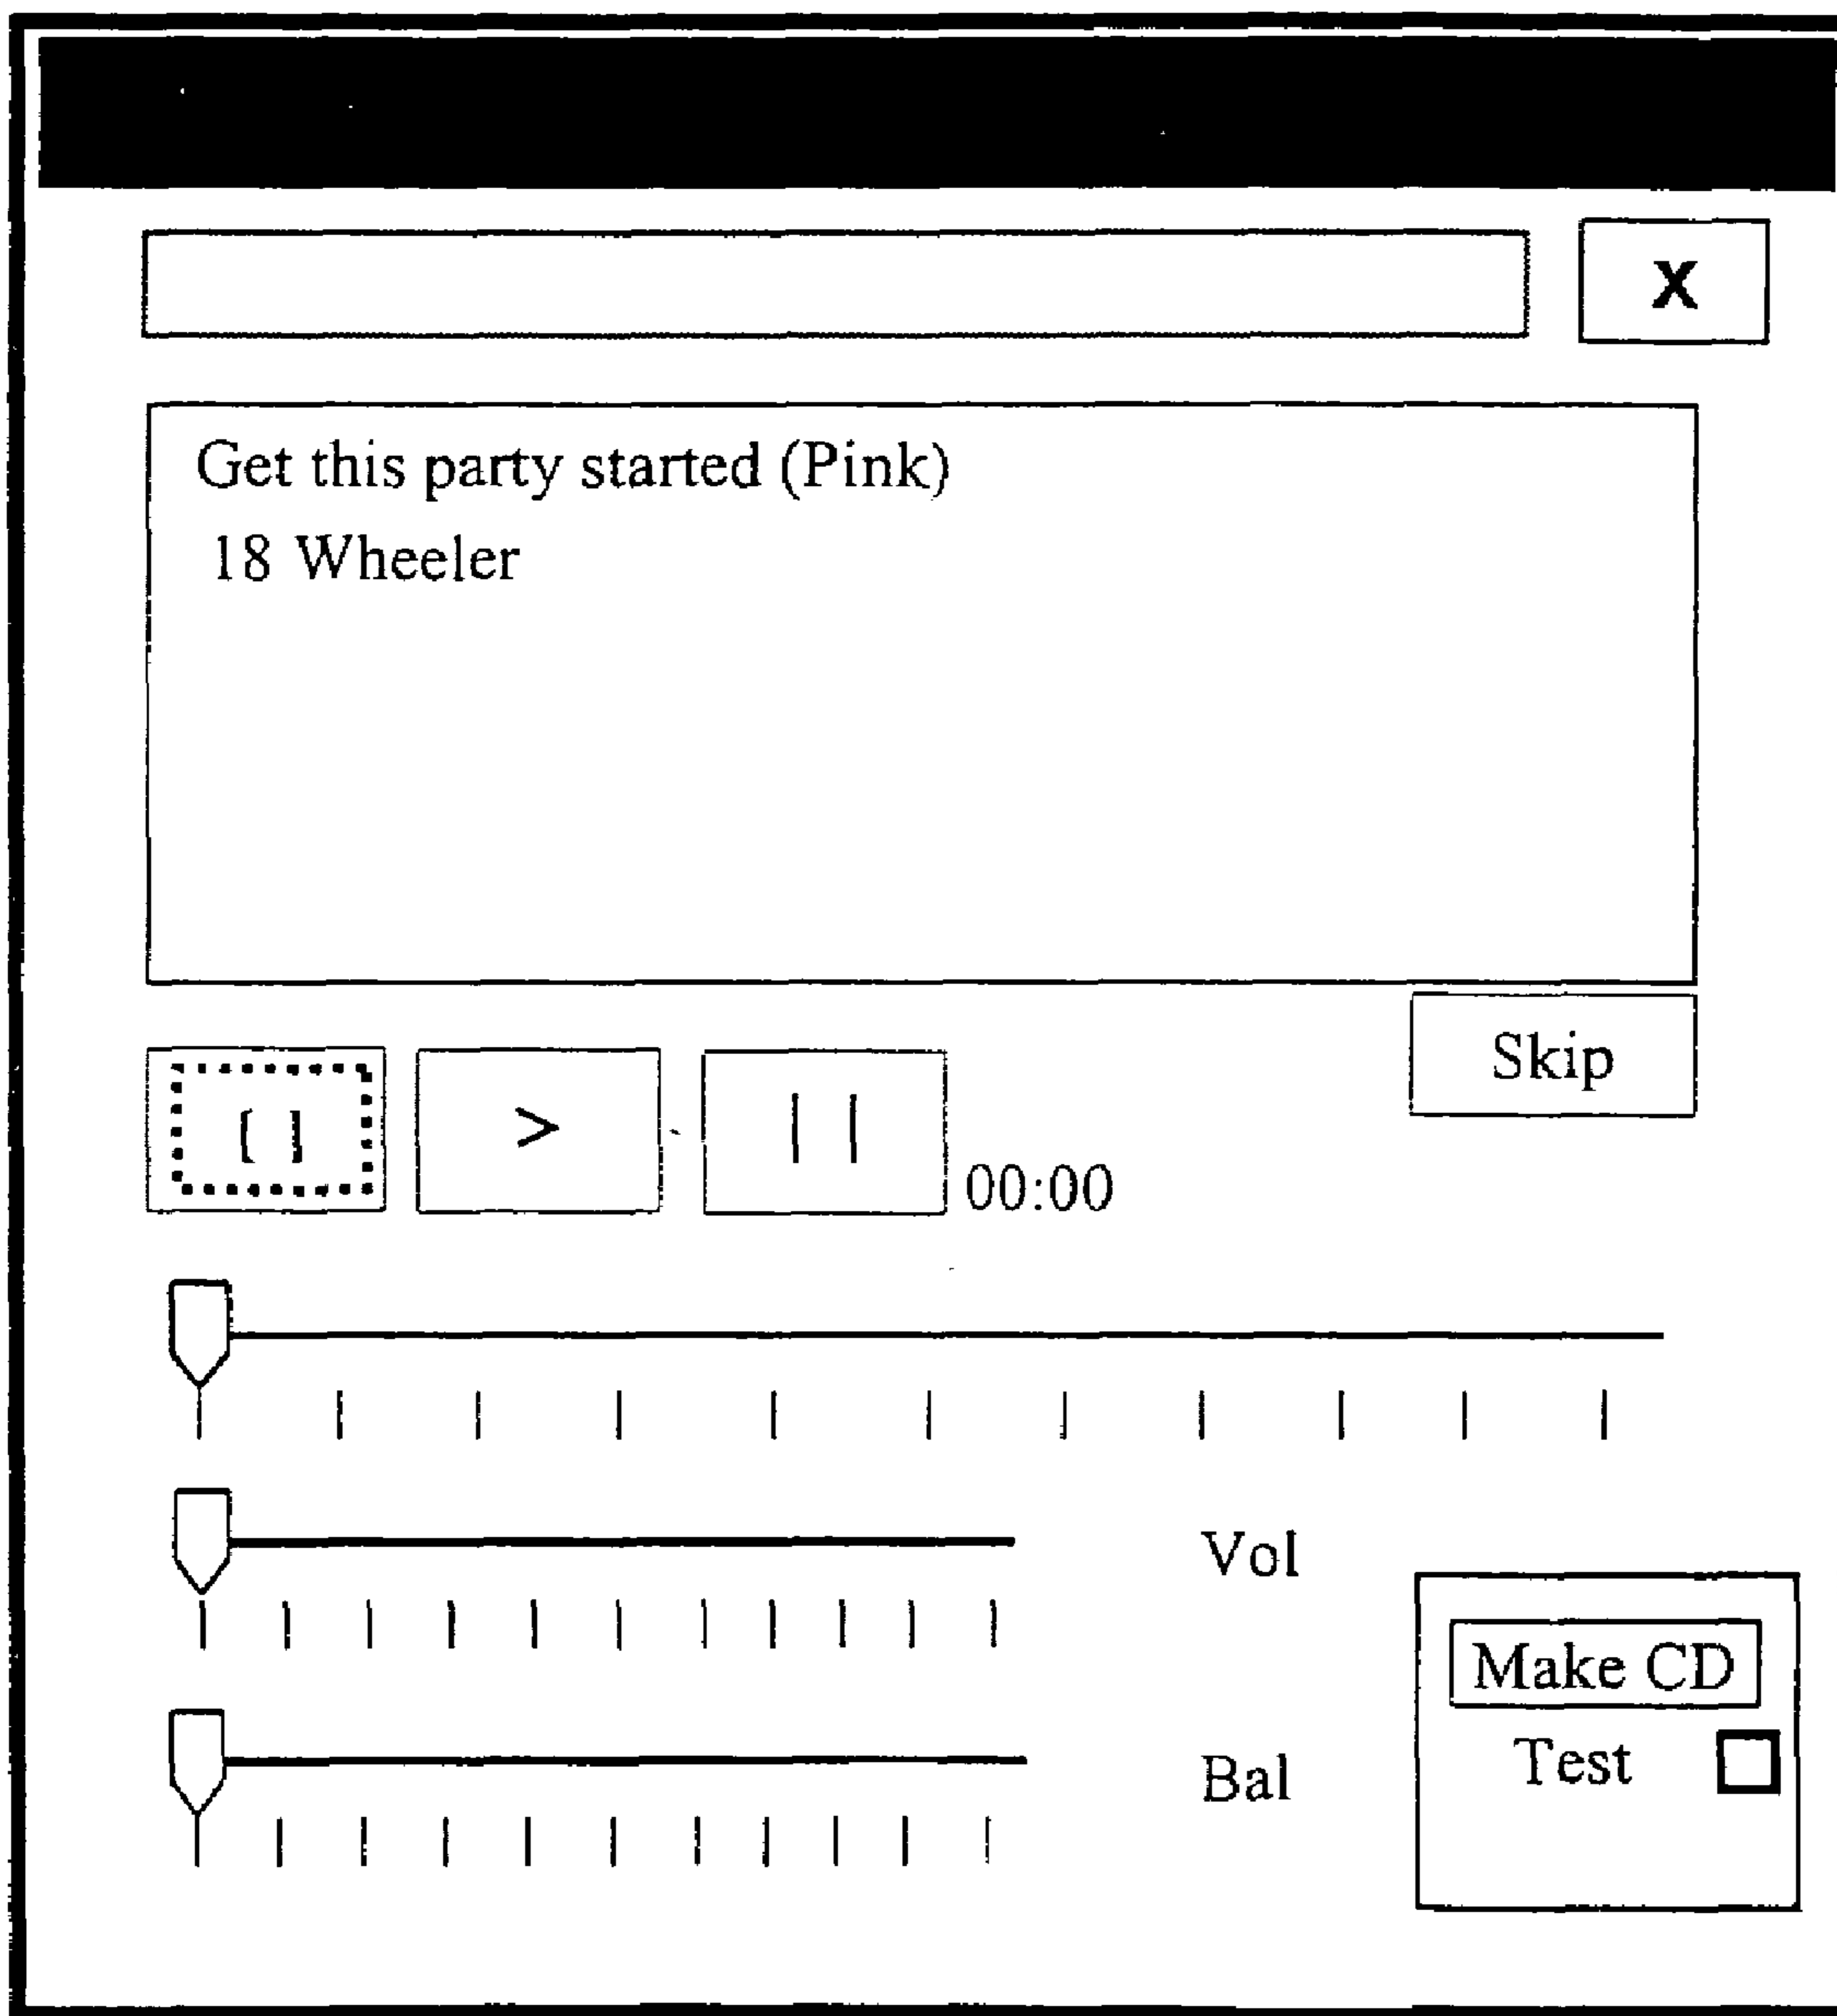 X
Get this party started (Pink)
18 Wheeler
Skip
[ ] > | |
00:00
Vol
Make CD
Test
Bal